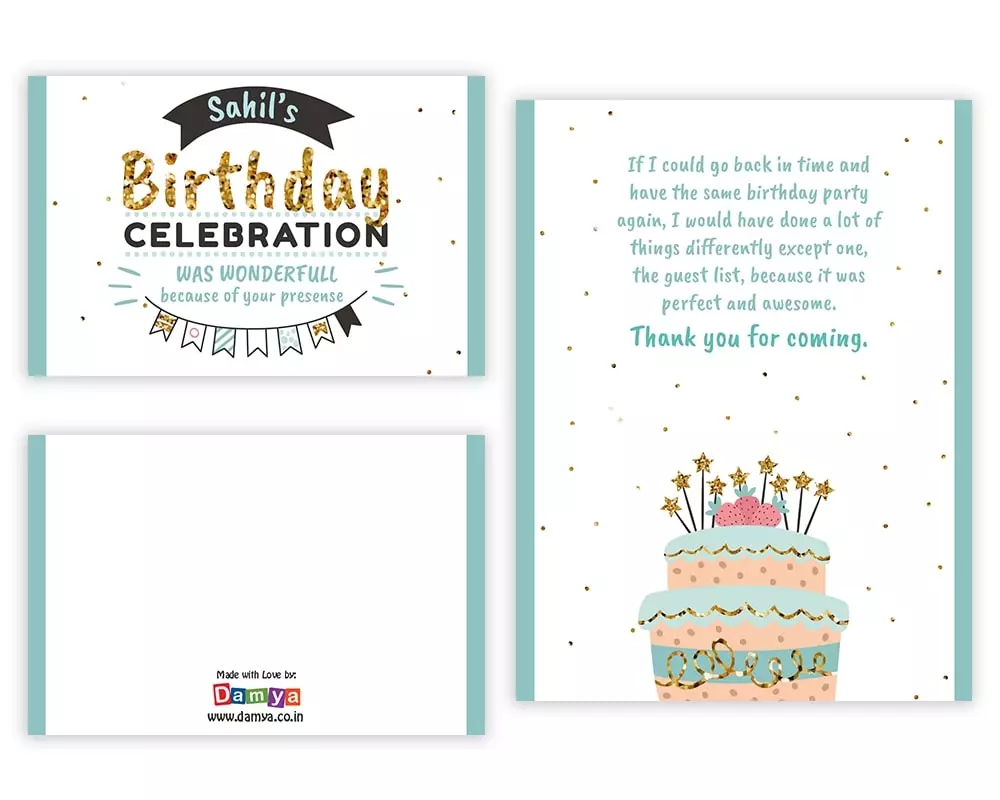 Sahil's
Birthday
CELEBRATION
WAS WONDERFULL
because of your presense
If I could go back in time and
have the same birthday party
again, I would have done a lot of
things differently except one,
the guest list, because it was
perfect and awesome.
Thank you for coming.
Made with Love by:
Damya
www.damya.co.in